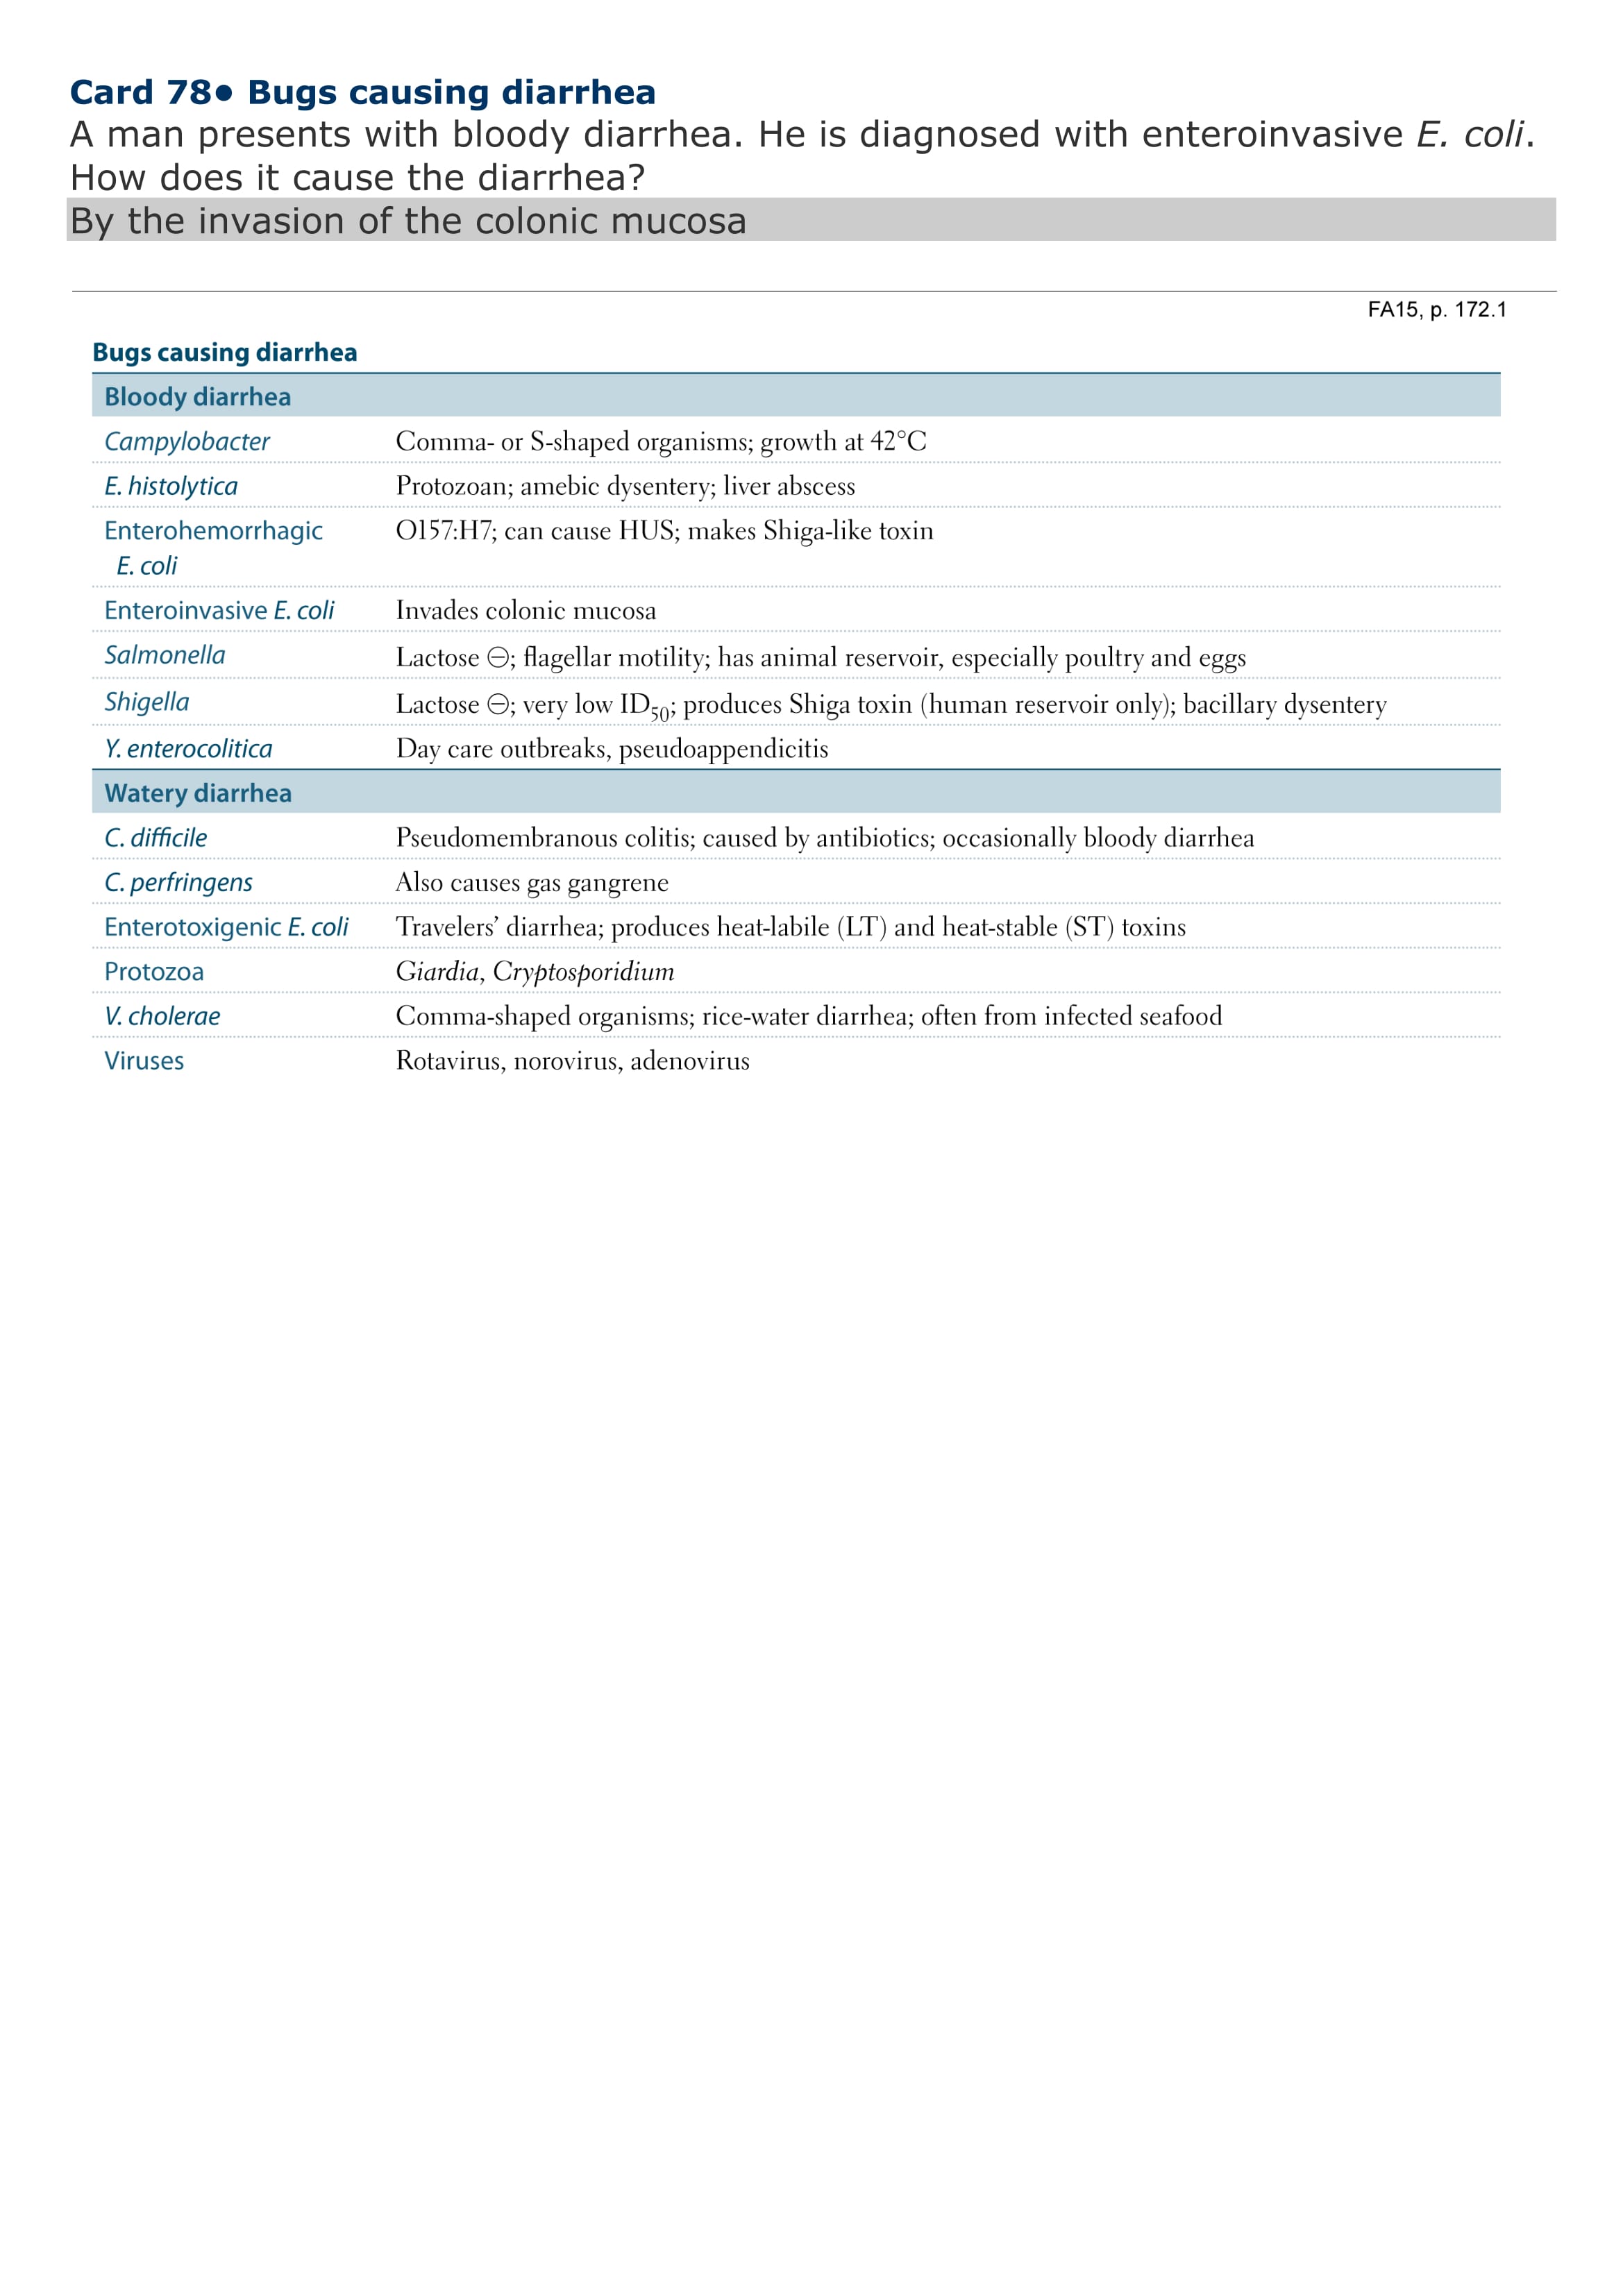 Card 78● Bugs causing diarrhea
A man presents with bloody diarrhea. He is diagnosed with enteroinvasive E. coli.
How does it cause the diarrhea?
By the invasion of the colonic mucosa
FA15, p. 172.1
Bugs causing diarrhea
Bloody diarrhea
Campylobacter Comma- or S-shaped organisms; growth at 42°C
E. histolytica Protozoan; amebic dysentery; liver abscess
Enterohemorrhagic O157:H7; can cause HUS; makes Shiga-like toxin
E. coli
Enteroinvasive E. coli Invades colonic mucosa
Salmonella Lactose ⊖; flagellar motility; has animal reservoir, especially poultry and eggs
Shigella Lactose ⊖; very low ID50; produces Shiga toxin (human reservoir only); bacillary dysentery
Y. enterocolitica Day care outbreaks, pseudoappendicitis
Watery diarrhea
C. difficile Pseudomembranous colitis; caused by antibiotics; occasionally bloody diarrhea
C. perfringens Also causes gas gangrene
Enterotoxigenic E. coli Travelers’ diarrhea; produces heat-labile (LT) and heat-stable (ST) toxins
Protozoa Giardia, Cryptosporidium
V. cholerae Comma-shaped organisms; rice-water diarrhea; often from infected seafood
Viruses Rotavirus, norovirus, adenovirus